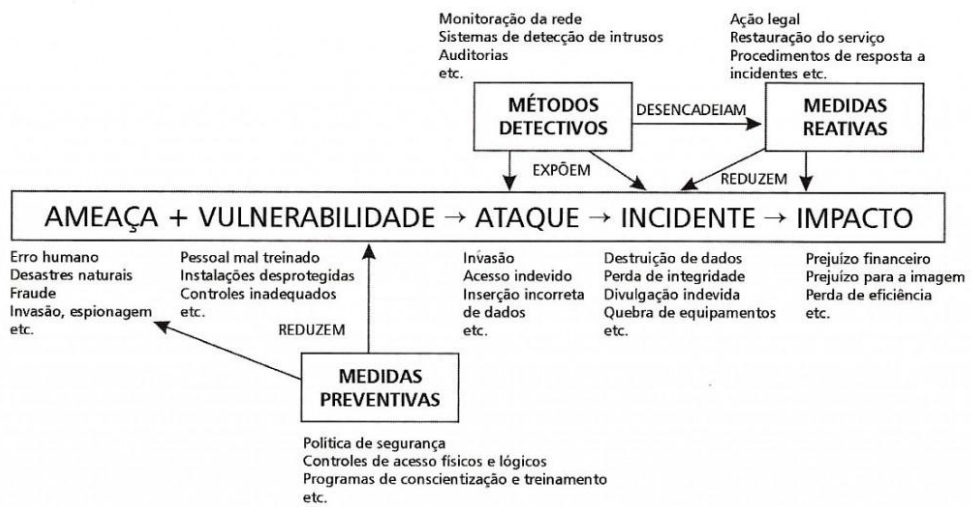 Monitoração da rede
Sistemas de detecção de intrusos
Auditorias
etc.
Ação legal
Restauração do serviço
Procedimentos de resposta a
incidentes etc.
MÉTODOS
DETECTIVOS
DESENCADEIAM
MEDIDAS
REATIVAS
EXPÕEM
REDUZEM
AMEAÇA + VULNERABILIDADE → ATAQUE → INCIDENTE → IMPACTO
Erro humano
Desastres naturais
Fraude
Invasão, espionagem
etc.
Pessoal mal treinado
Instalações desprotegidas
Controles inadequados
etc.
Invasão
Acesso indevido
Inserção incorreta
de dados
etc.
Destruição de dados
Perda de integridade
Divulgação indevida
Quebra de equipamentos
etc.
Prejuízo financeiro
Prejuízo para a imagem
Perda de eficiência
etc.
REDUZEM
MEDIDAS
PREVENTIVAS
Política de segurança
Controles de acesso físicos e lógicos
Programas de conscientização e treinamento
etc.